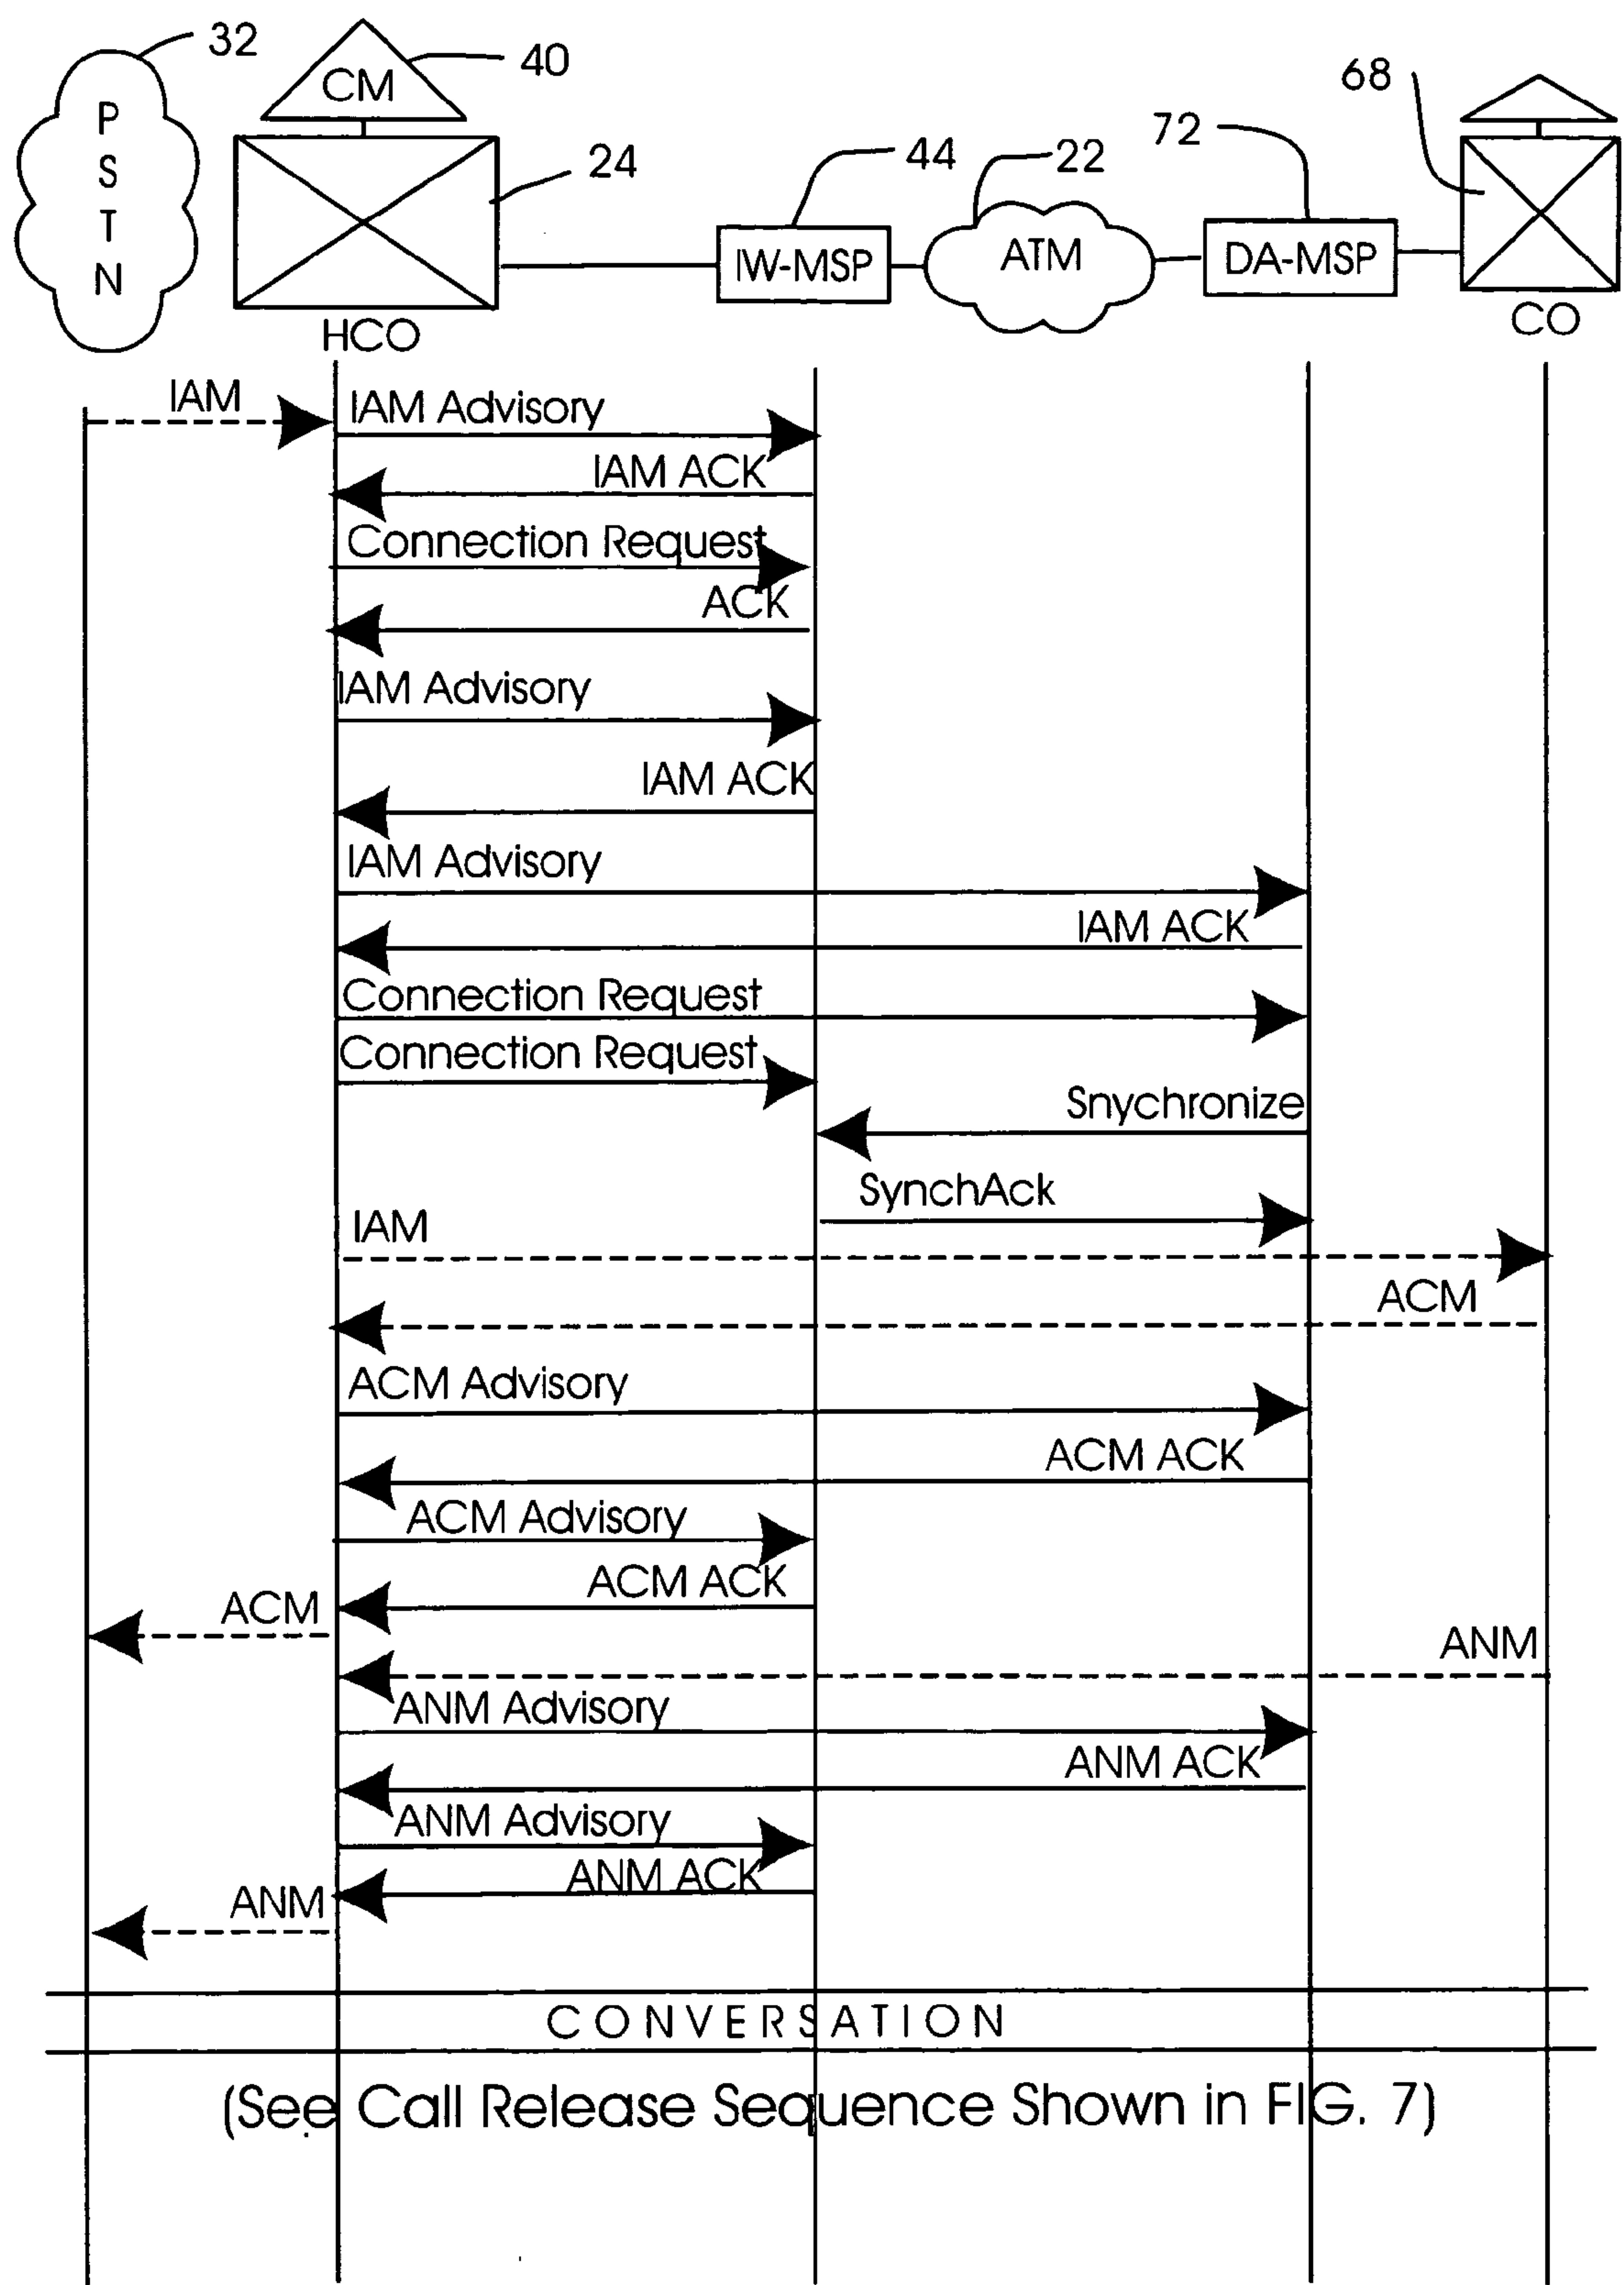 32
40
68
CM
72
P
S
T
N
24
44
22
IW-MSP
ATM
DA-MSP
HCO
CO
IAM
IAM Advisory
IAM ACK
Connection Request
ACK
IAM Advisory
IAM ACK
IAM Advisory
IAM ACK
Connection Request
Connection Request
Snychronize
SynchAck
IAM
ACM
ACM Advisory
ACM ACK
ACM Advisory
ACM ACK
ACM
ANM
ANM Advisory
ANM ACK
ANM Advisory
ANM ACK
ANM
CONVERSATION
(See Call Release Sequence Shown in FIG. 7)